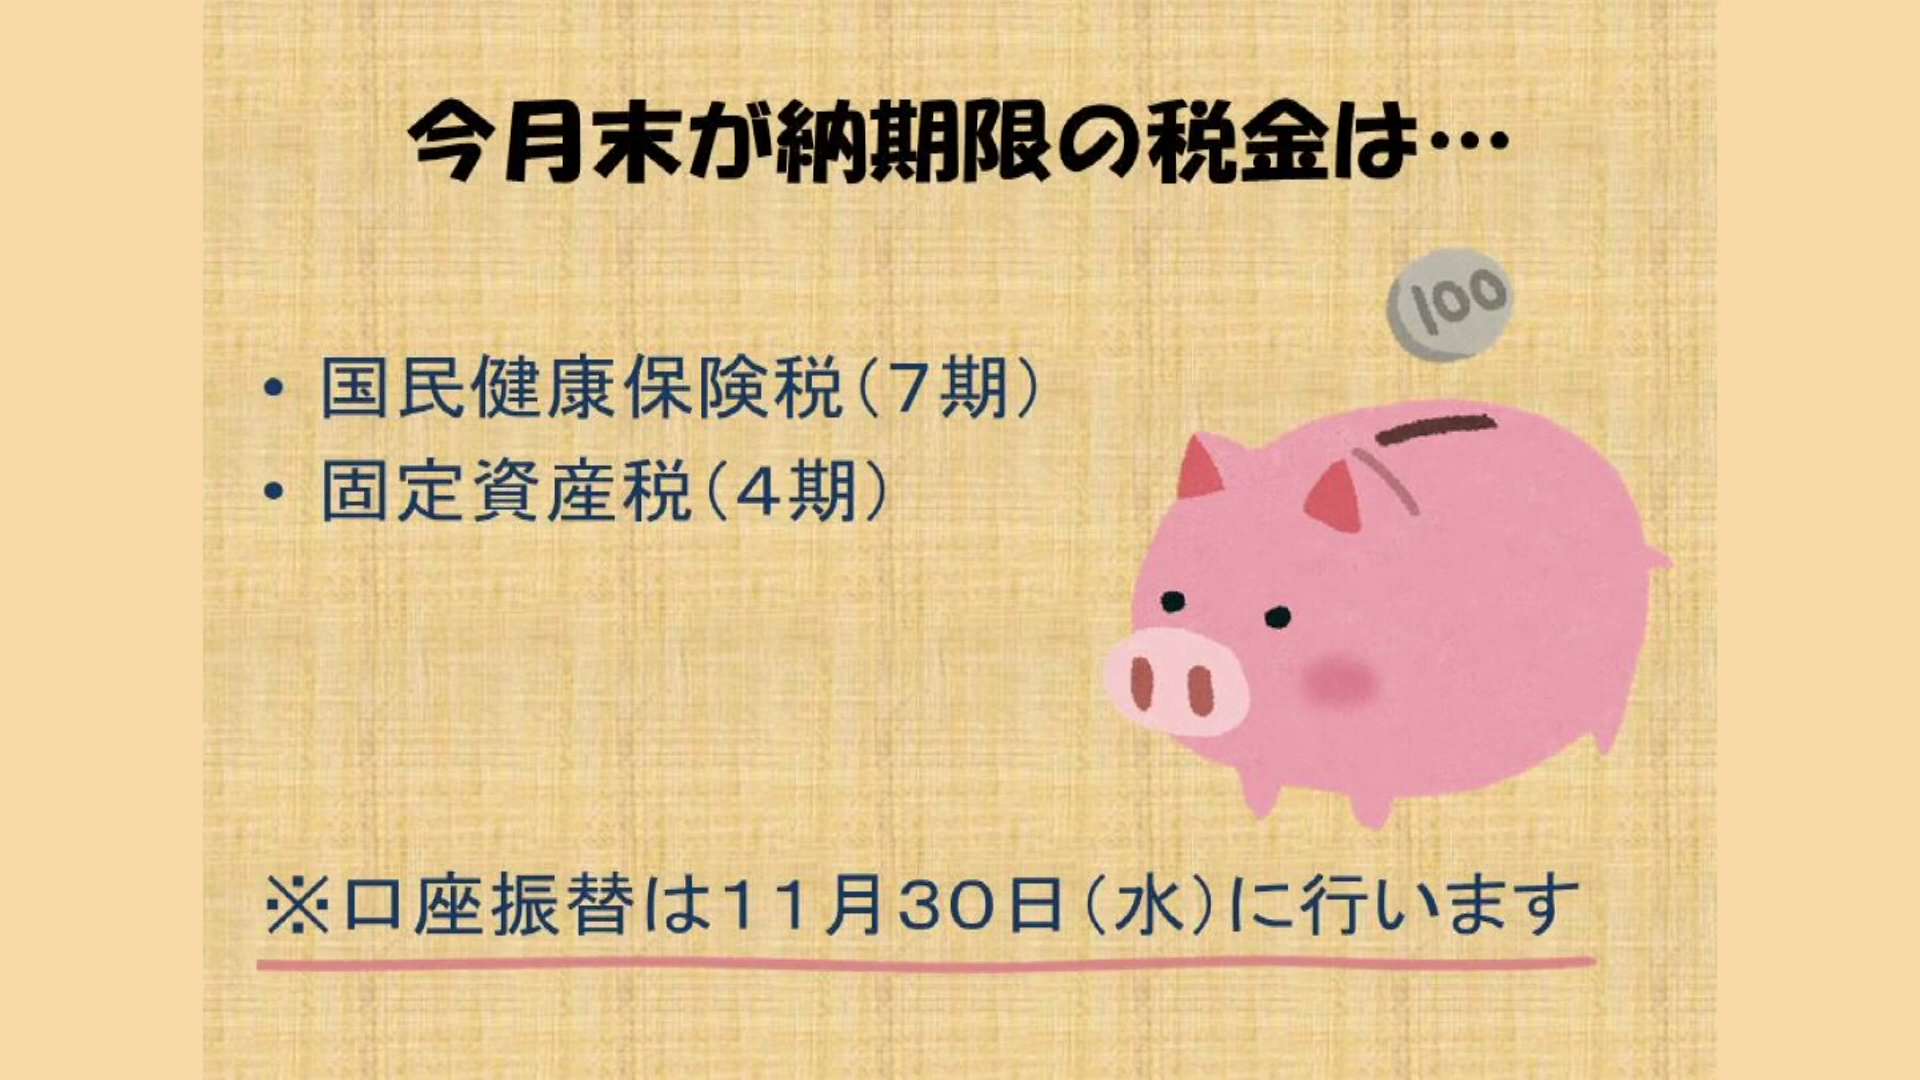 今月末が納期限の税金は…
100
• 国民健康保険税（７期）
• 固定資産税（４期）
※口座振替は１１月３０日（水）に行います